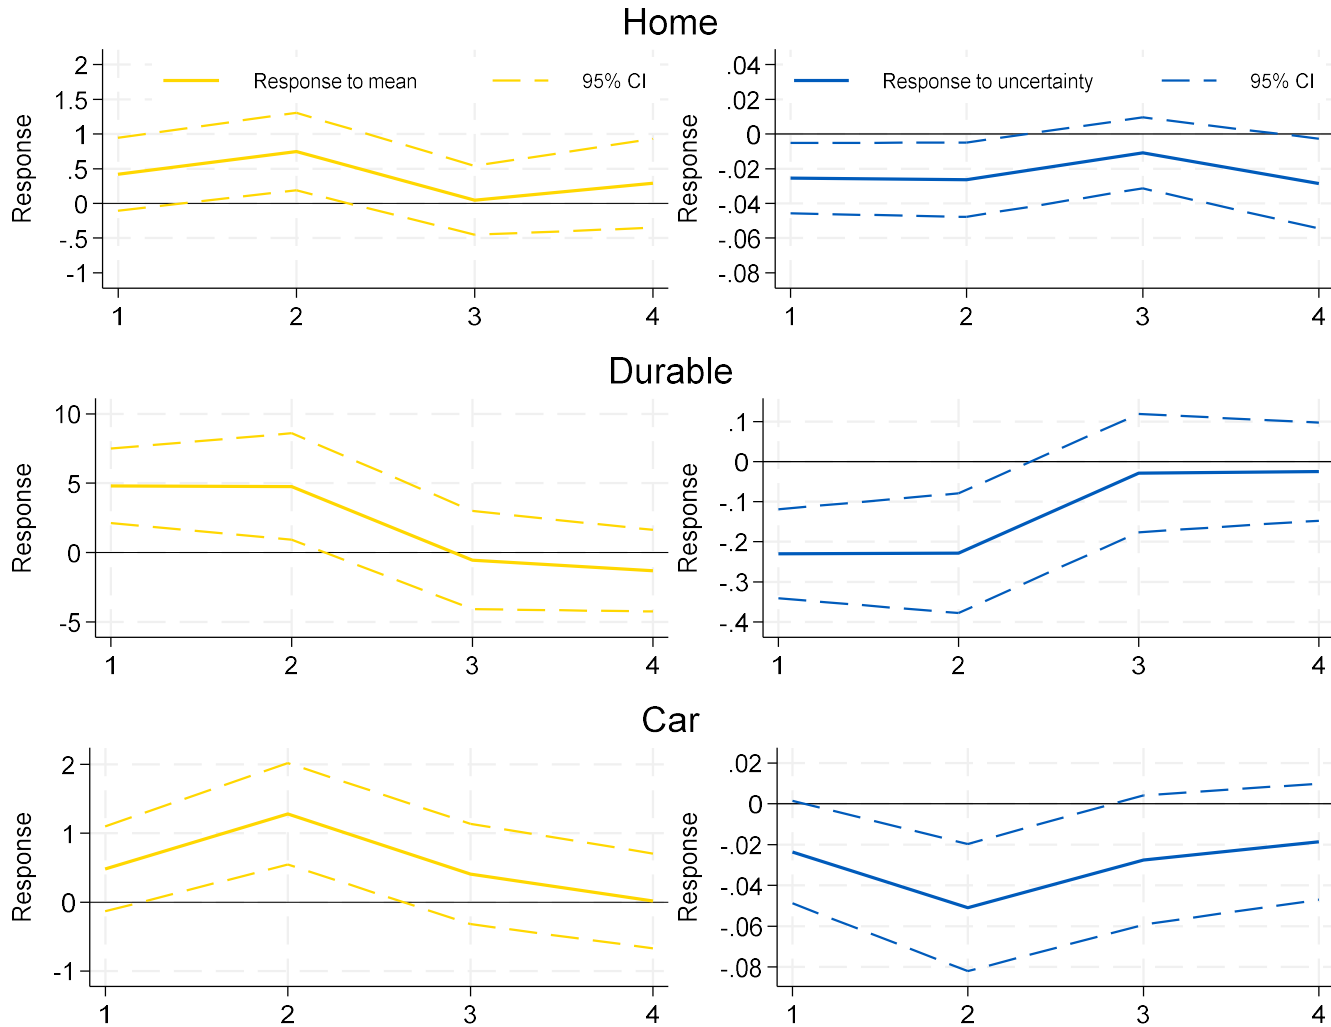 Home
Response
2
1.5
1
.5
0
-.5
-1
Response to mean
95% CI
1 2 3 4
Response
.04
.02
0
-.02
-.04
-.06
-.08
Response to uncertainty
95% CI
1 2 3 4
Durable
Response
10
5
0
-5
1 2 3 4
Response
.1
0
-.1
-.2
-.3
-.4
1 2 3 4
Car
Response
2
1
0
-1
1 2 3 4
Response
.02
0
-.02
-.04
-.06
-.08
1 2 3 4